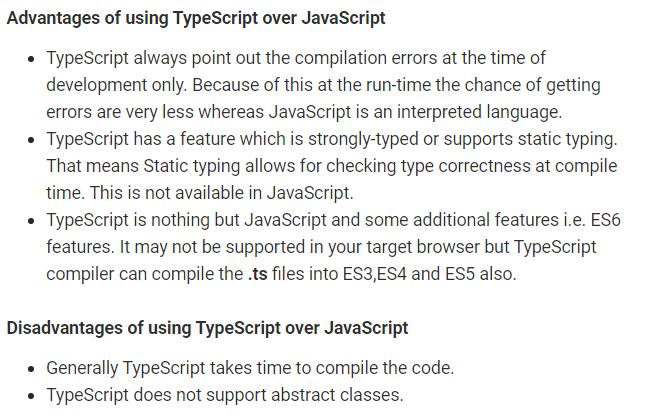 Advantages of using TypeScript over JavaScript
• TypeScript always point out the compilation errors at the time of
development only. Because of this at the run-time the chance of getting
errors are very less whereas JavaScript is an interpreted language.
• TypeScript has a feature which is strongly-typed or supports static typing.
That means Static typing allows for checking type correctness at compile
time. This is not available in JavaScript.
• TypeScript is nothing but JavaScript and some additional features i.e. ES6
features. It may not be supported in your target browser but TypeScript
compiler can compile the .ts files into ES3,ES4 and ES5 also.
Disadvantages of using TypeScript over JavaScript
• Generally TypeScript takes time to compile the code.
• TypeScript does not support abstract classes.